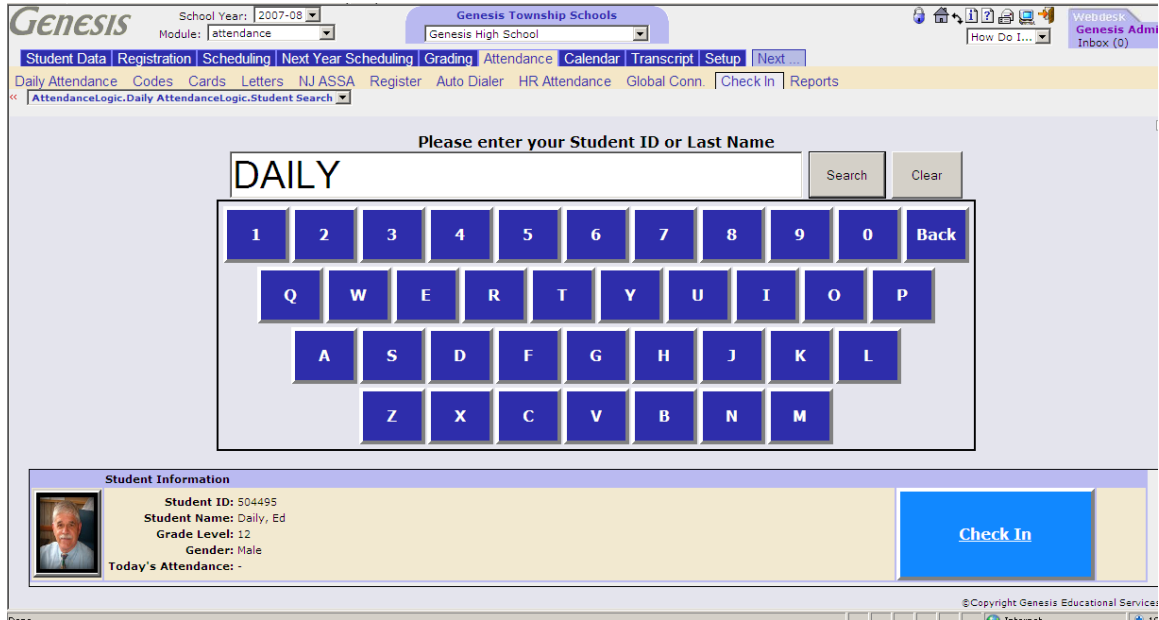 GENESIS
School Year: 2007-08
Module: attendance
Genesis Township Schools
Genesis High School
How Do I...
Webdesk
Genesis Admi
Inbox (0)
Student Data Registration Scheduling Next Year Scheduling Grading Attendance Calendar Transcript Setup Next ...
Daily Attendance Codes Cards Letters NJ ASSA Register Auto Dialer HR Attendance Global Conn. Check In Reports
« AttendanceLogic.Daily AttendanceLogic.Student Search
Please enter your Student ID or Last Name
DAILY Search Clear
1 2 3 4 5 6 7 8 9 0 Back
Q W E R T Y U I O P
A S D F G H J K L
Z X C V B N M
Student Information
Student ID: 504495
Student Name: Daily, Ed
Grade Level: 12
Gender: Male
Today's Attendance: -
Check In
©Copyright Genesis Educational Services